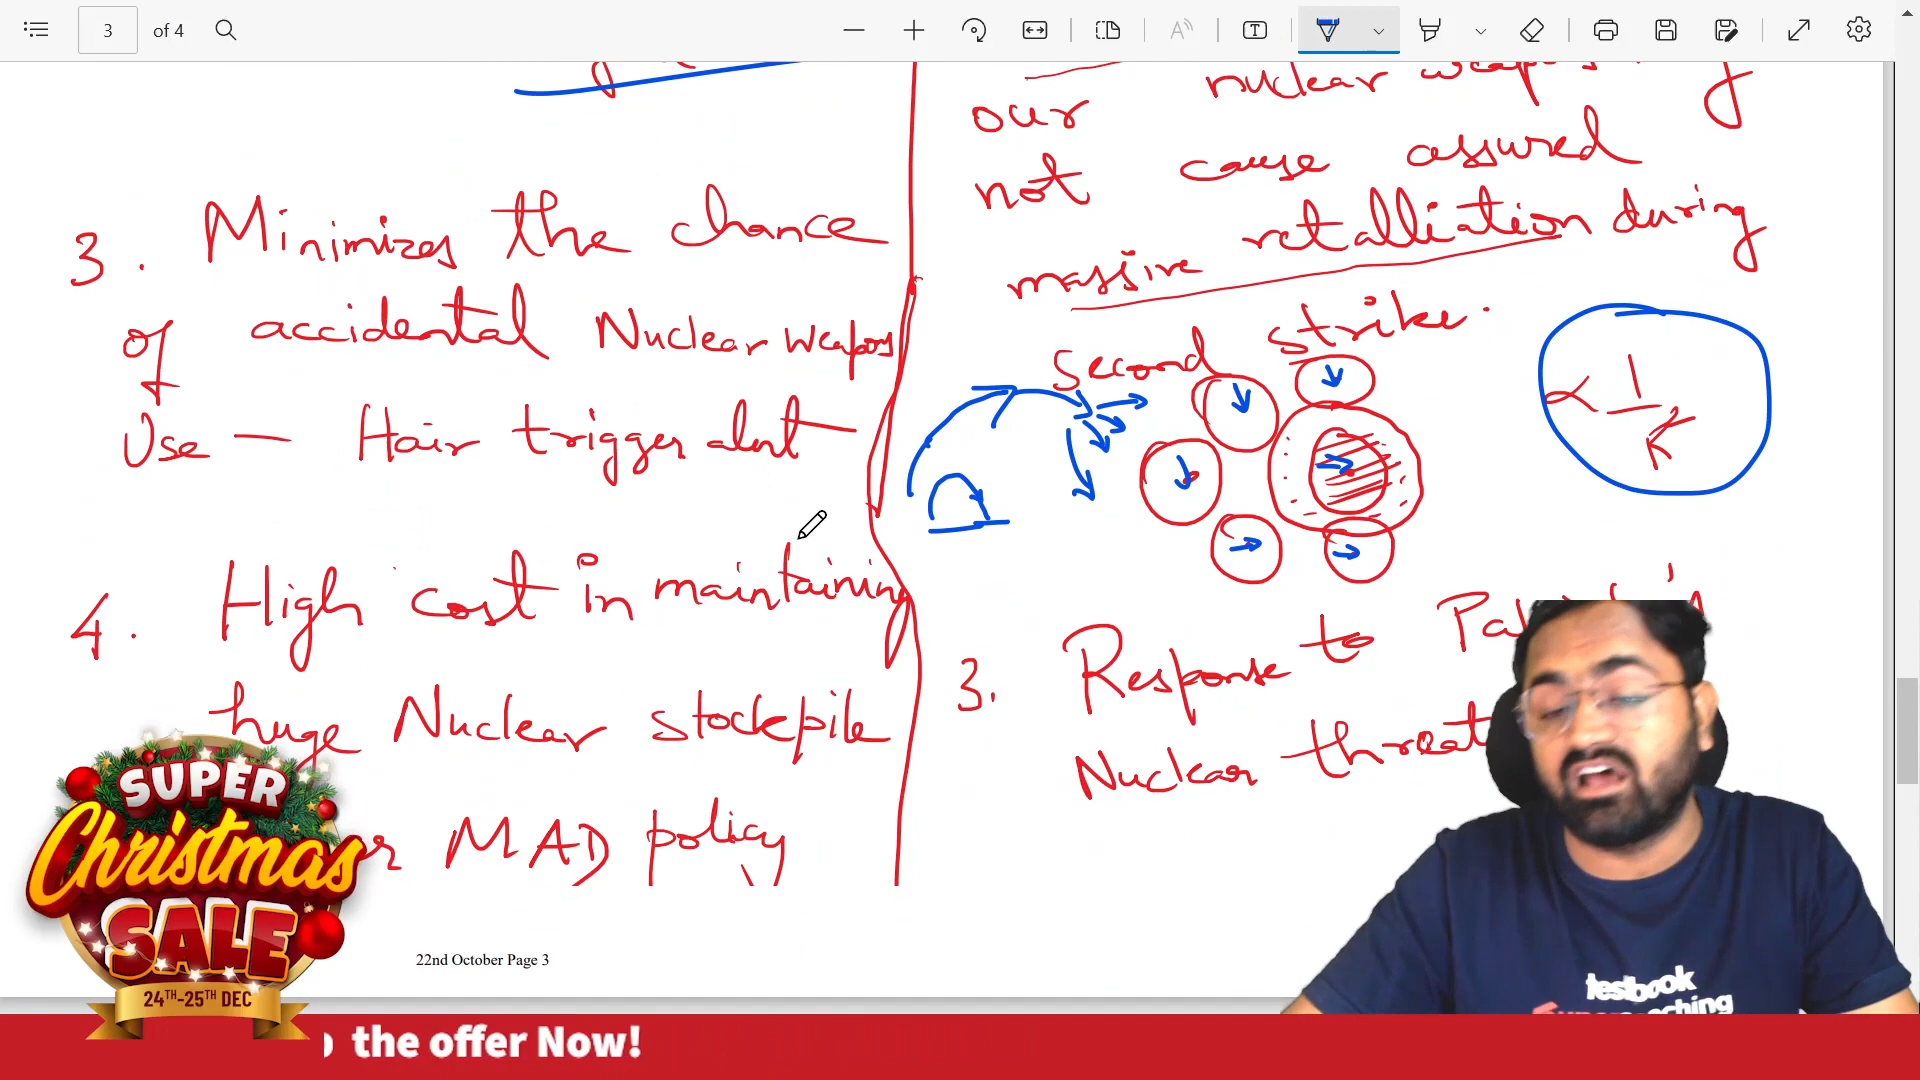 3
of 4
3. Minimizes the chance
of accidental Nuclear weapons
Use — Hair trigger alert
4. High cost in maintaining
huge Nuclear stockpile
MAD policy
our nuclear
not cause assured
massive retalliation during
second strike.
∝ 1
K
3. Response to
Nuclear threat
SUPER
Christmas
SALE
24TH-25TH DEC
22nd October Page 3
testbook
the offer Now!